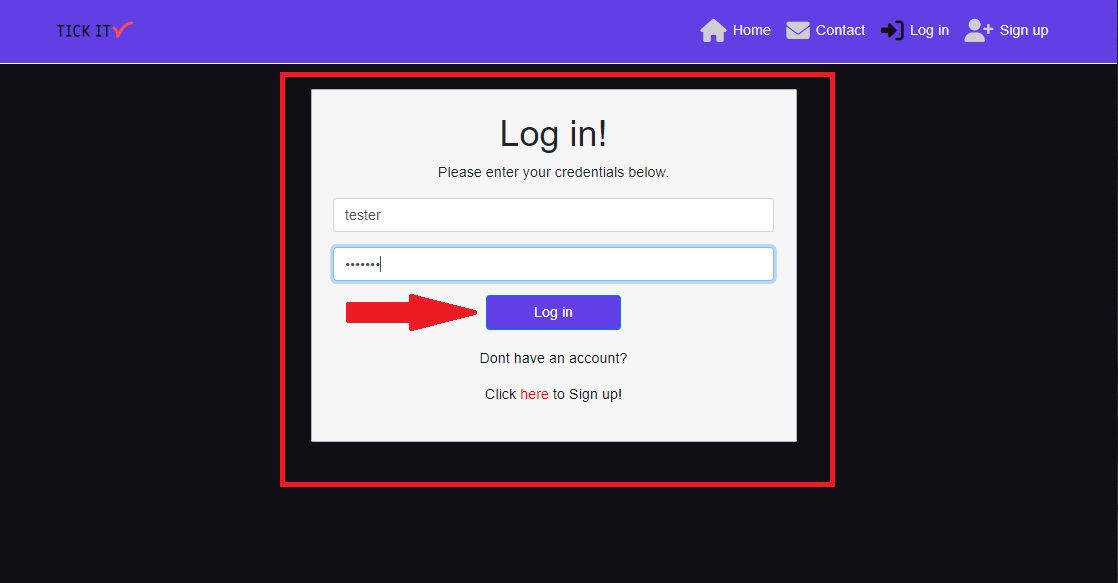 TICK IT
Home Contact Log in Sign up
Log in!
Please enter your credentials below.
tester
•••••••
Log in
Dont have an account?
Click here to Sign up!